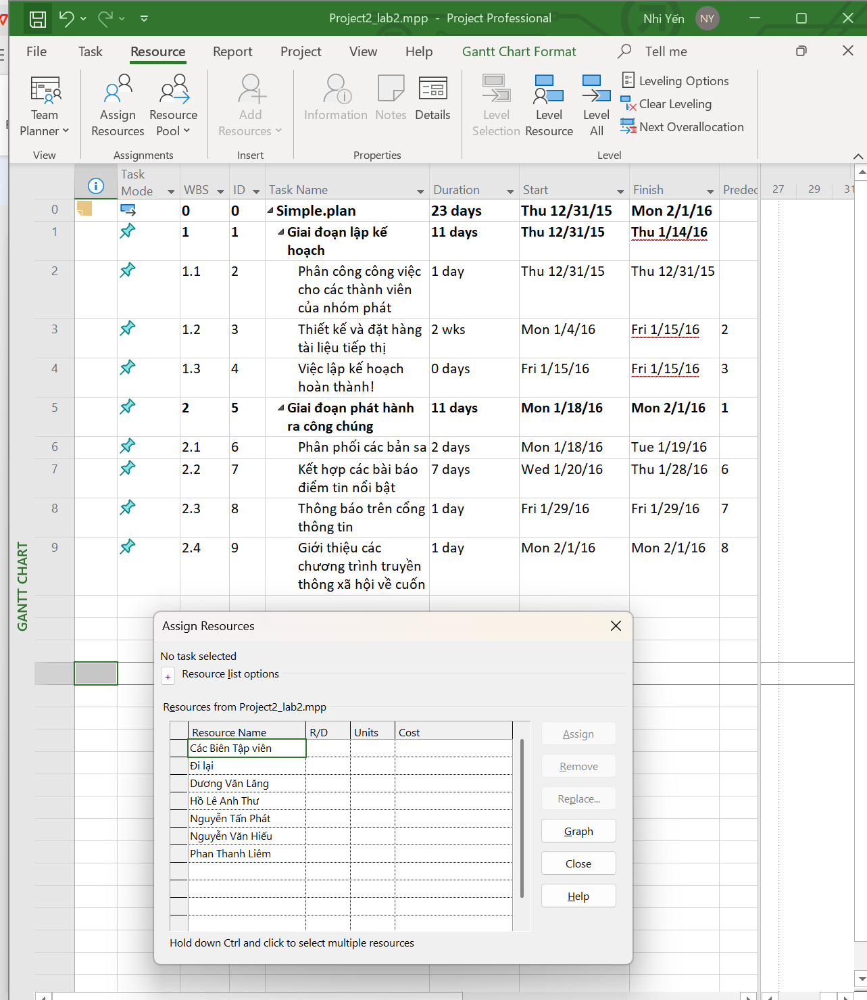 Project2_lab2.mpp - Project Professional
Nhi Yến NY
File Task Resource Report Project View Help Gantt Chart Format Tell me
Team Planner
Assign Resources
Resource Pool
Add Resources
Information
Notes
Details
Level Selection
Level Resource
Level All
Leveling Options
Clear Leveling
Next Overallocation
View Assignments Insert Properties Level
Task Mode WBS ID Task Name Duration Start Finish Predec 27 29 31
0 0 0 Simple.plan 23 days Thu 12/31/15 Mon 2/1/16
1 1 1 Giai đoạn lập kế 11 days Thu 12/31/15 Thu 1/14/16
hoạch
2 1.1 2 Phân công công việc 1 day Thu 12/31/15 Thu 12/31/15
cho các thành viên
của nhóm phát
3 1.2 3 Thiết kế và đặt hàng 2 wks Mon 1/4/16 Fri 1/15/16 2
tài liệu tiếp thị
4 1.3 4 Việc lập kế hoạch 0 days Fri 1/15/16 Fri 1/15/16 3
hoàn thành!
5 2 5 Giai đoạn phát hành 11 days Mon 1/18/16 Mon 2/1/16 1
ra công chúng
6 2.1 6 Phân phối các bản sa 2 days Mon 1/18/16 Tue 1/19/16
7 2.2 7 Kết hợp các bài báo 7 days Wed 1/20/16 Thu 1/28/16 6
điểm tin nổi bật
8 2.3 8 Thông báo trên cổng 1 day Fri 1/29/16 Fri 1/29/16 7
thông tin
9 2.4 9 Giới thiệu các 1 day Mon 2/1/16 Mon 2/1/16 8
chương trình truyền
thông xã hội về cuốn
GANTT CHART
Assign Resources
No task selected
+ Resource list options
Resources from Project2_lab2.mpp
Resource Name R/D Units Cost
Các Biên Tập viên
Đi lại
Dương Văn Lăng
Hồ Lê Anh Thư
Nguyễn Tấn Phát
Nguyễn Văn Hiếu
Phan Thanh Liêm
Assign
Remove
Replace...
Graph
Close
Help
Hold down Ctrl and click to select multiple resources